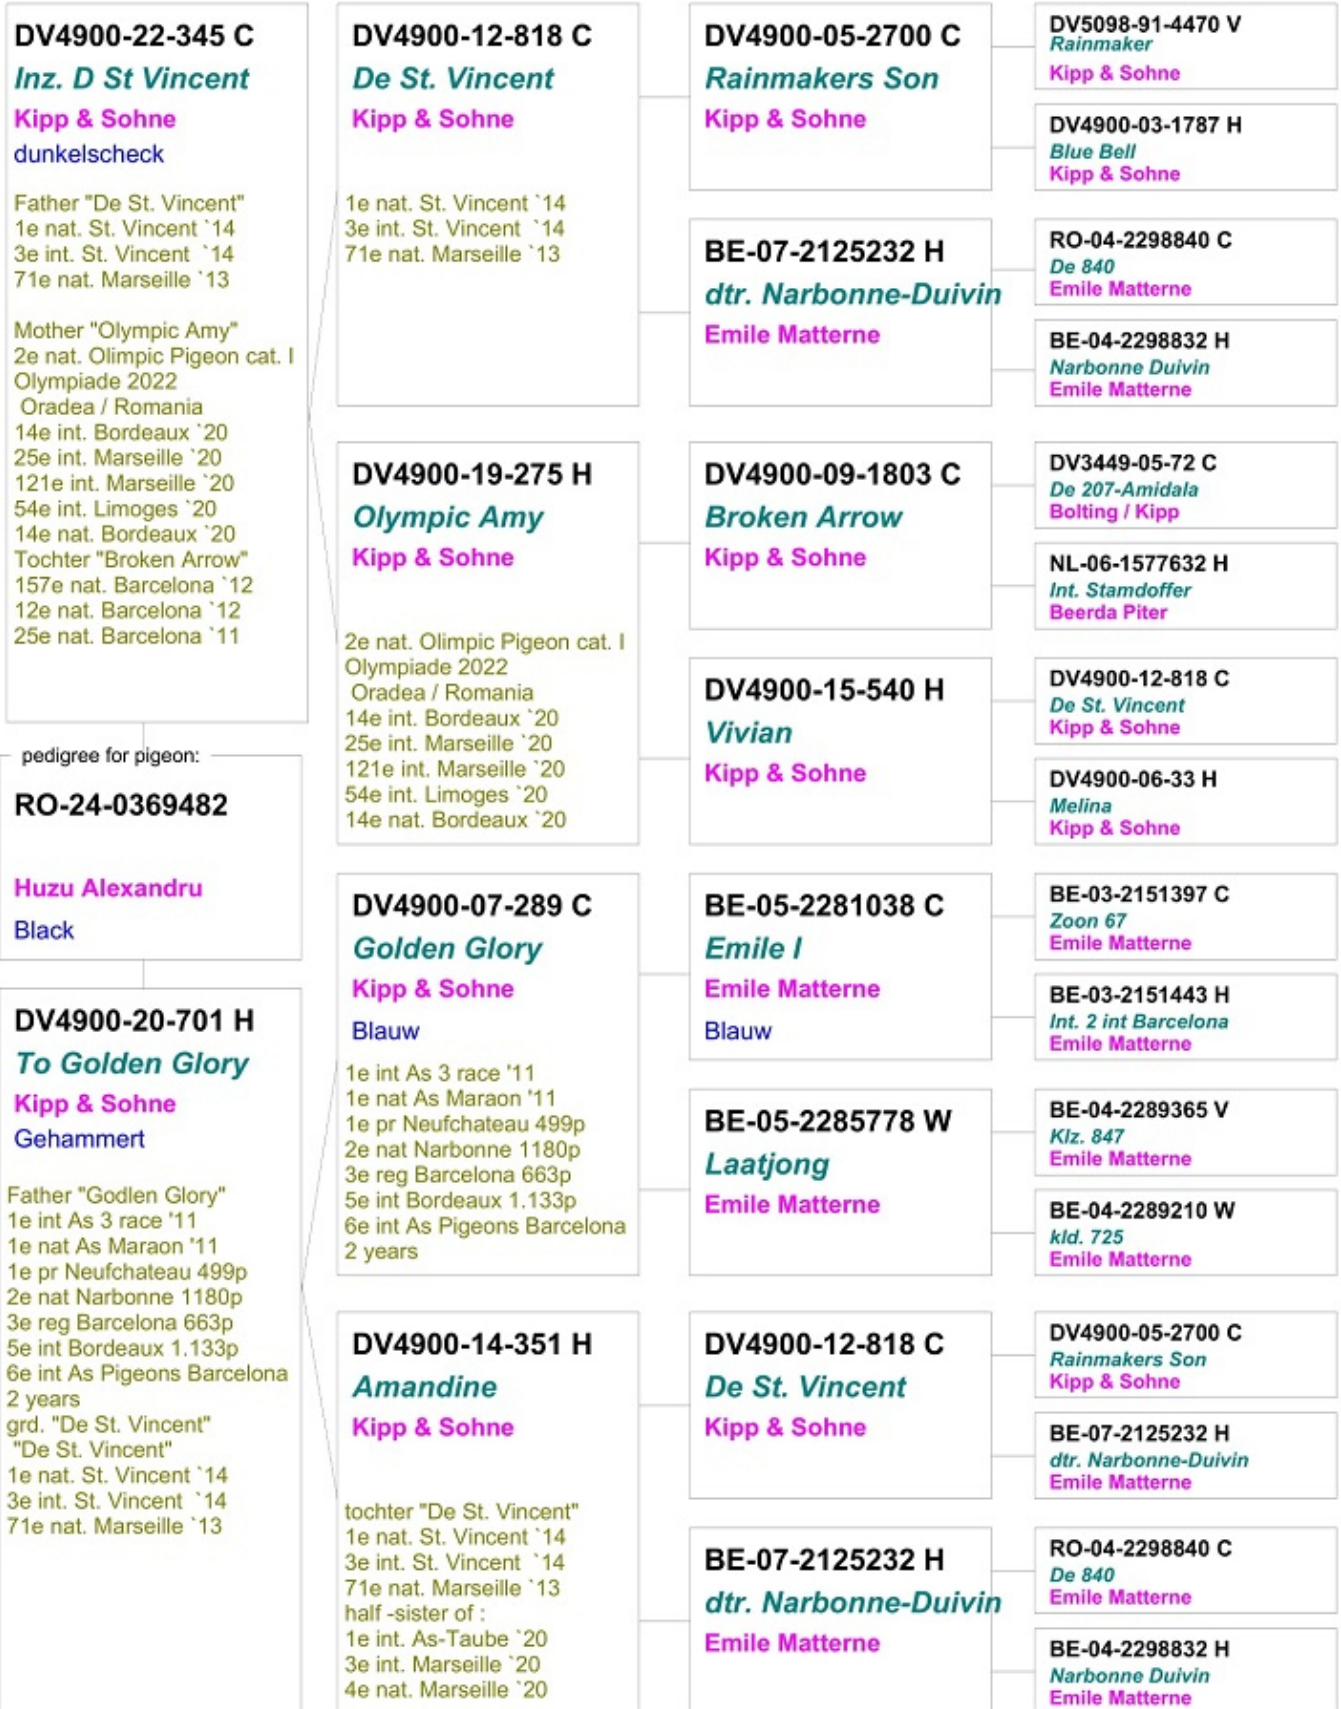 DV4900-22-345 C
Inz. D St Vincent
Kipp & Sohne
dunkelscheck
Father "De St. Vincent"
1e nat. St. Vincent `14
3e int. St. Vincent `14
71e nat. Marseille `13
Mother "Olympic Amy"
2e nat. Olimpic Pigeon cat. I
Olympiade 2022
Oradea / Romania
14e int. Bordeaux `20
25e int. Marseille `20
121e int. Marseille `20
54e int. Limoges `20
14e nat. Bordeaux `20
Tochter "Broken Arrow"
157e nat. Barcelona `12
12e nat. Barcelona `12
25e nat. Barcelona `11
pedigree for pigeon:
RO-24-0369482
Huzu Alexandru
Black
DV4900-20-701 H
To Golden Glory
Kipp & Sohne
Gehammert
Father "Godlen Glory"
1e int As 3 race '11
1e nat As Maraon '11
1e pr Neufchateau 499p
2e nat Narbonne 1180p
3e reg Barcelona 663p
5e int Bordeaux 1.133p
6e int As Pigeons Barcelona
2 years
grd. "De St. Vincent"
"De St. Vincent"
1e nat. St. Vincent `14
3e int. St. Vincent `14
71e nat. Marseille `13
DV4900-12-818 C
De St. Vincent
Kipp & Sohne
1e nat. St. Vincent `14
3e int. St. Vincent `14
71e nat. Marseille `13
DV4900-19-275 H
Olympic Amy
Kipp & Sohne
2e nat. Olimpic Pigeon cat. I
Olympiade 2022
Oradea / Romania
14e int. Bordeaux `20
25e int. Marseille `20
121e int. Marseille `20
54e int. Limoges `20
14e nat. Bordeaux `20
DV4900-07-289 C
Golden Glory
Kipp & Sohne
Blauw
1e int As 3 race '11
1e nat As Maraon '11
1e pr Neufchateau 499p
2e nat Narbonne 1180p
3e reg Barcelona 663p
5e int Bordeaux 1.133p
6e int As Pigeons Barcelona
2 years
DV4900-14-351 H
Amandine
Kipp & Sohne
tochter "De St. Vincent"
1e nat. St. Vincent `14
3e int. St. Vincent `14
71e nat. Marseille `13
half -sister of :
1e int. As-Taube `20
3e int. Marseille `20
4e nat. Marseille `20
DV4900-05-2700 C
Rainmakers Son
Kipp & Sohne
BE-07-2125232 H
dtr. Narbonne-Duivin
Emile Matterne
DV4900-09-1803 C
Broken Arrow
Kipp & Sohne
DV4900-15-540 H
Vivian
Kipp & Sohne
BE-05-2281038 C
Emile I
Emile Matterne
Blauw
BE-05-2285778 W
Laatjong
Emile Matterne
DV4900-12-818 C
De St. Vincent
Kipp & Sohne
BE-07-2125232 H
dtr. Narbonne-Duivin
Emile Matterne
DV5098-91-4470 V
Rainmaker
Kipp & Sohne
DV4900-03-1787 H
Blue Bell
Kipp & Sohne
RO-04-2298840 C
De 840
Emile Matterne
BE-04-2298832 H
Narbonne Duivin
Emile Matterne
DV3449-05-72 C
De 207-Amidala
Bolting / Kipp
NL-06-1577632 H
Int. Stamdoffer
Beerda Piter
DV4900-12-818 C
De St. Vincent
Kipp & Sohne
DV4900-06-33 H
Melina
Kipp & Sohne
BE-03-2151397 C
Zoon 67
Emile Matterne
BE-03-2151443 H
Int. 2 int Barcelona
Emile Matterne
BE-04-2289365 V
Klz. 847
Emile Matterne
BE-04-2289210 W
kld. 725
Emile Matterne
DV4900-05-2700 C
Rainmakers Son
Kipp & Sohne
BE-07-2125232 H
dtr. Narbonne-Duivin
Emile Matterne
RO-04-2298840 C
De 840
Emile Matterne
BE-04-2298832 H
Narbonne Duivin
Emile Matterne